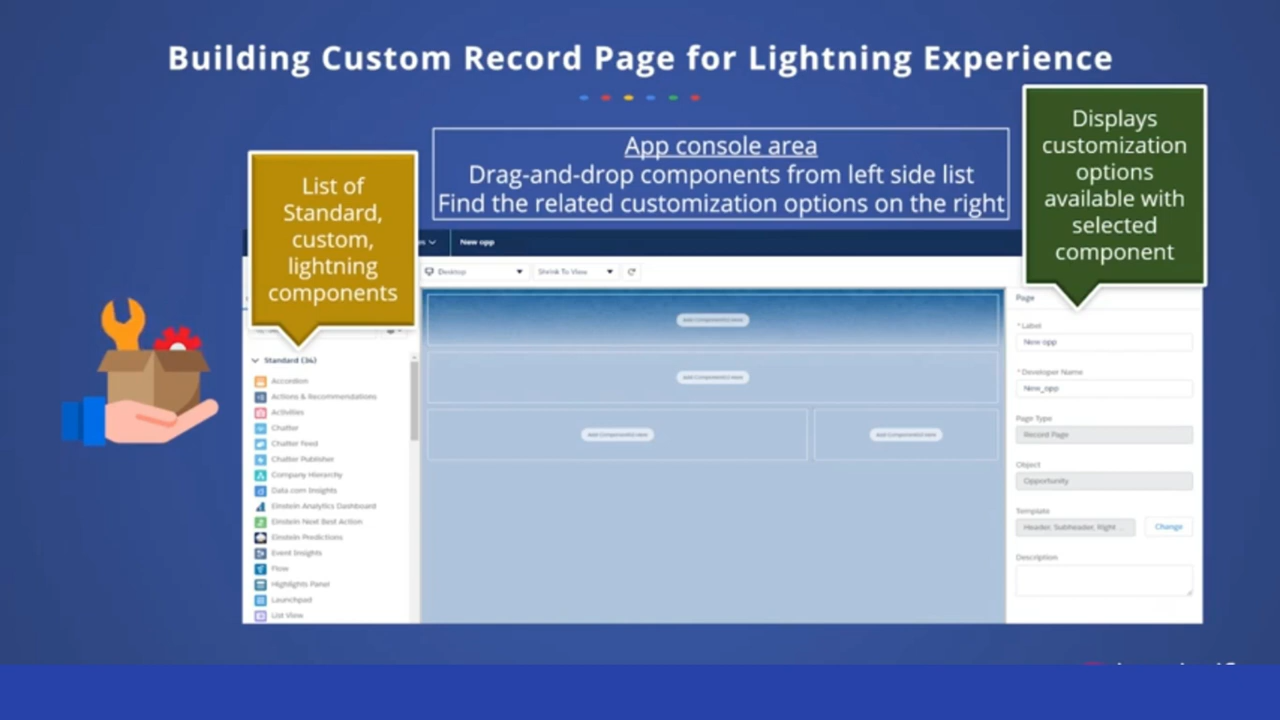 Building Custom Record Page for Lightning Experience
App console area
Drag-and-drop components from left side list
Find the related customization options on the right
List of
Standard,
custom,
lightning
components
Displays
customization
options
available with
selected
component
New opp
Desktop
Shrink To View
Standard (34)
Accordion
Actions & Recommendations
Activities
Chatter
Chatter Feed
Chatter Publisher
Company Hierarchy
Data.com Insights
Einstein Analytics Dashboard
Einstein Next Best Action
Einstein Predictions
Event Insights
Flow
Highlights Panel
Launchpad
List View
Add Component(s) Here
Add Component(s) Here
Add Component(s) Here
Add Component(s) Here
Page
* Label
New opp
* Developer Name
New_opp
Page Type
Record Page
Object
Opportunity
Template
Header, Subheader, Right ...
Change
Description